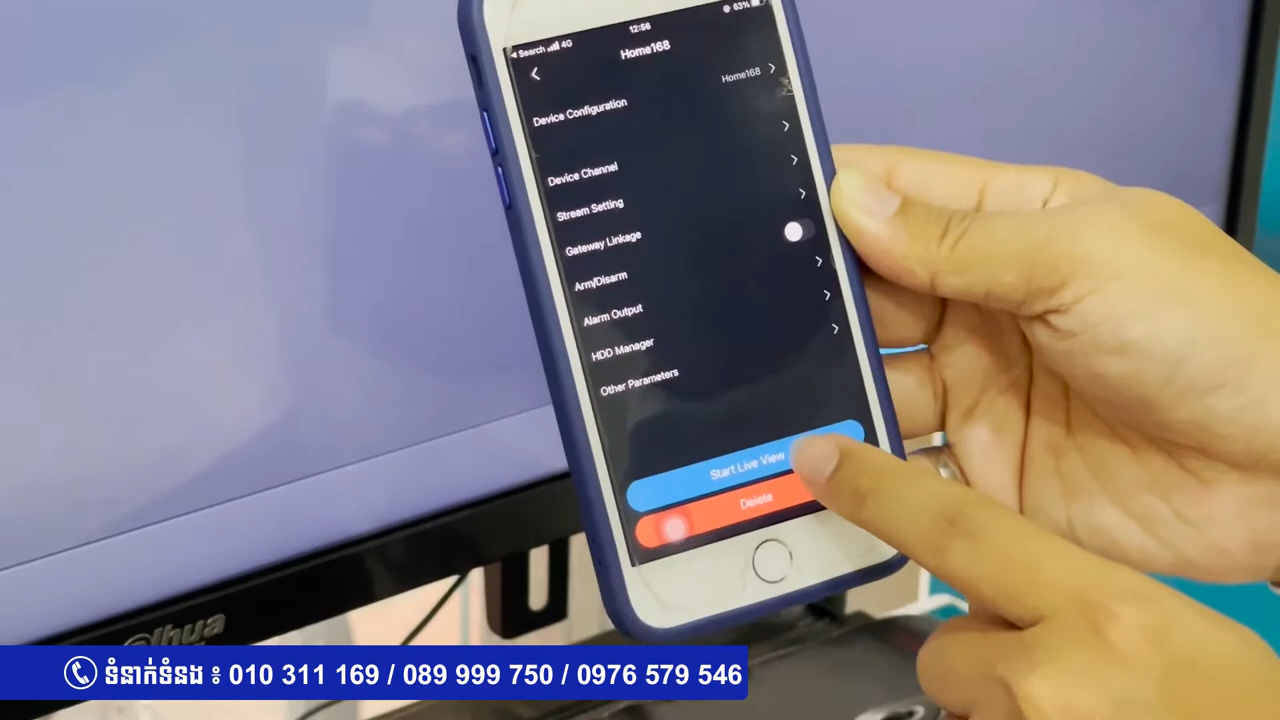 Search 4G 12:56 63%
Home168
Device Configuration Home168
Device Channel
Stream Setting
Gateway Linkage
Arm/Disarm
Alarm Output
HDD Manager
Other Parameters
Start Live View
Delete
alhua
ទំនាក់ទំនង ៖ 010 311 169 / 089 999 750 / 0976 579 546